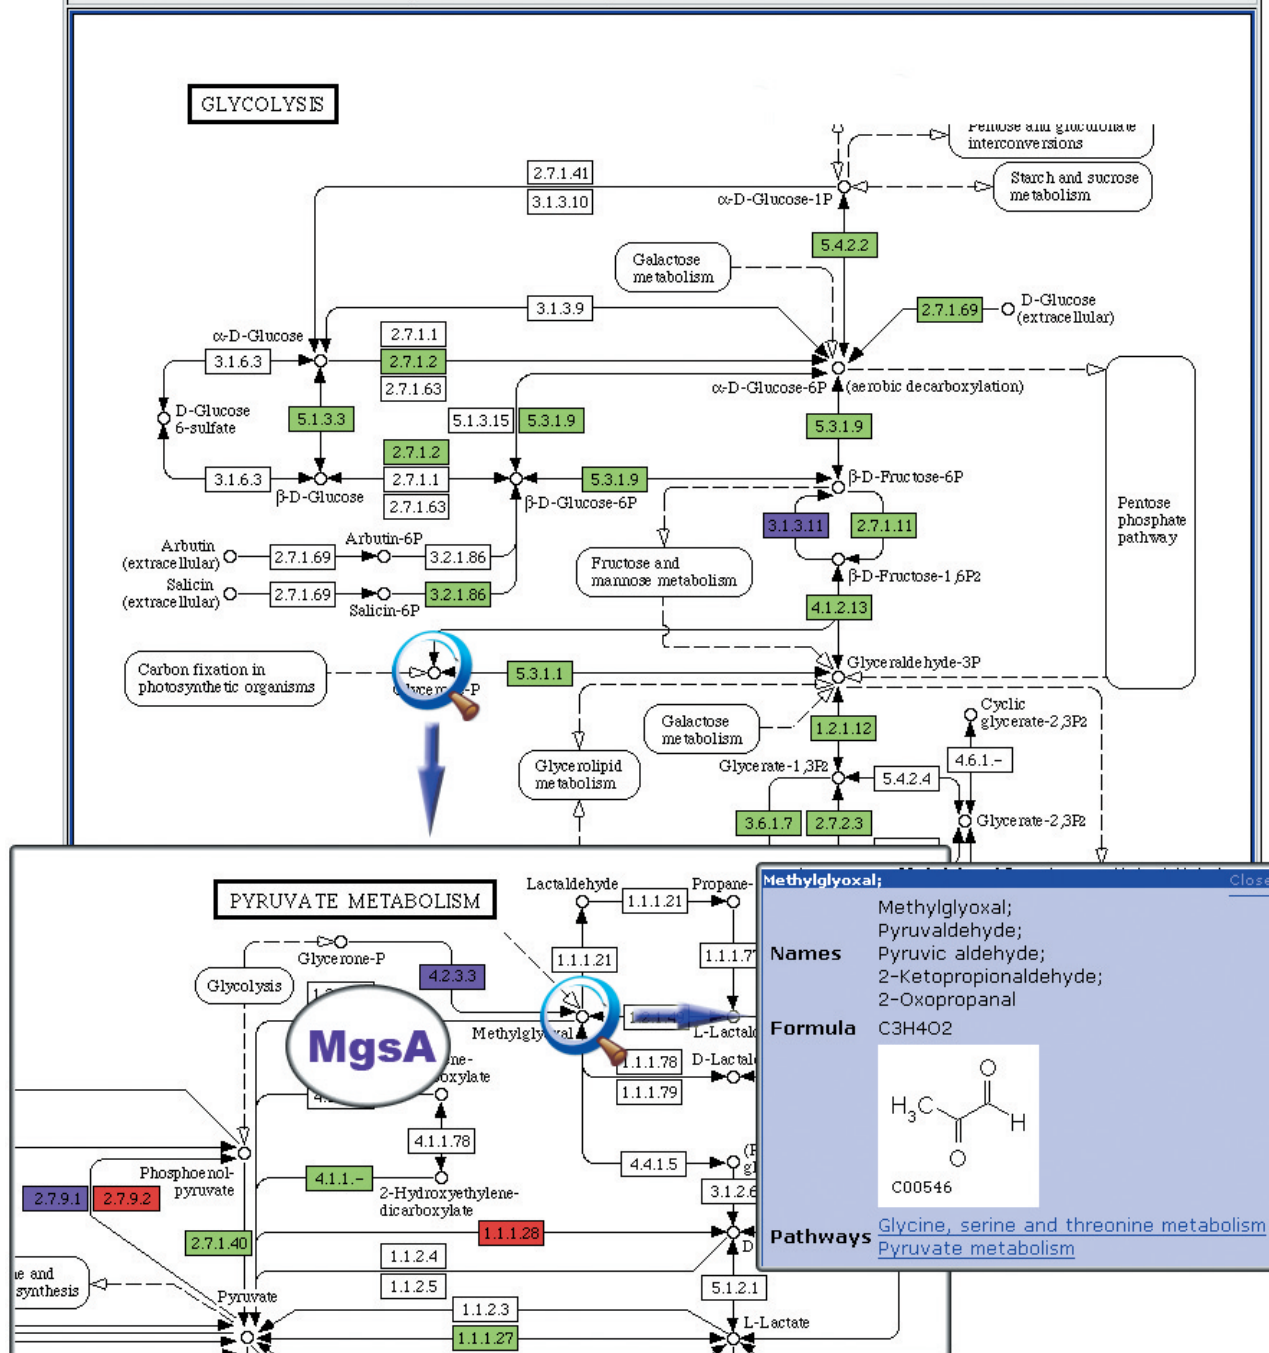 GLYCOLYSIS
Pentose and glucuronate
interconversions
Starch and sucrose
metabolism
2.7.1.41
3.1.3.10
α-D-Glucose-1P
5.4.2.2
Galactose
metabolism
3.1.3.9
2.7.1.69
D-Glucose
(extracellular)
α-D-Glucose
2.7.1.1
3.1.6.3
2.7.1.2
2.7.1.63
α-D-Glucose-6P
(aerobic decarboxylation)
D-Glucose
6-sulfate
5.1.3.3
5.1.3.15
5.3.1.9
5.3.1.9
2.7.1.2
3.1.6.3
2.7.1.1
2.7.1.63
β-D-Glucose
β-D-Glucose-6P
5.3.1.9
β-D-Fructose-6P
3.1.3.11
2.7.1.11
Pentose
phosphate
pathway
Arbutin
(extracellular)
2.7.1.69
Arbutin-6P
3.2.1.86
Fructose and
mannose metabolism
β-D-Fructose-1,6P2
Salicin
(extracellular)
2.7.1.69
Salicin-6P
3.2.1.86
4.1.2.13
Carbon fixation in
photosynthetic organisms
5.3.1.1
Glyceraldehyde-3P
Galactose
metabolism
1.2.1.12
Cyclic
glycerate-2,3P2
Glycerolipid
metabolism
Glycerate-1,3P2
5.4.2.4
4.6.1.-
3.6.1.7
2.7.2.3
Glycerate-2,3P2
PYRUVATE METABOLISM
Lactaldehyde
1.1.1.21
Propane-
Glycerone-P
Glycolysis
4.2.3.3
1.1.1.21
1.1.1.77
MgsA
Methylglyoxal
L-Lactald
1.1.1.78
D-Lactald
1.1.1.79
ene-
oxylate
4.1.1.78
4.4.1.5
Phosphoenol-
pyruvate
4.1.1.-
2-Hydroxyethylene-
dicarboxylate
3.1.2.6
2.7.9.1
2.7.9.2
2.7.1.40
1.1.1.28
D
1.1.2.4
1.1.2.5
5.1.2.1
ne and
synthesis
Pyruvate
1.1.2.3
1.1.1.27
L-Lactate
Methylglyoxal;
Close
Names
Methylglyoxal;
Pyruvaldehyde;
Pyruvic aldehyde;
2-Ketopropionaldehyde;
2-Oxopropanal
Formula C3H4O2
O
H3C
H
O
C00546
Pathways
Glycine, serine and threonine metabolism
Pyruvate metabolism